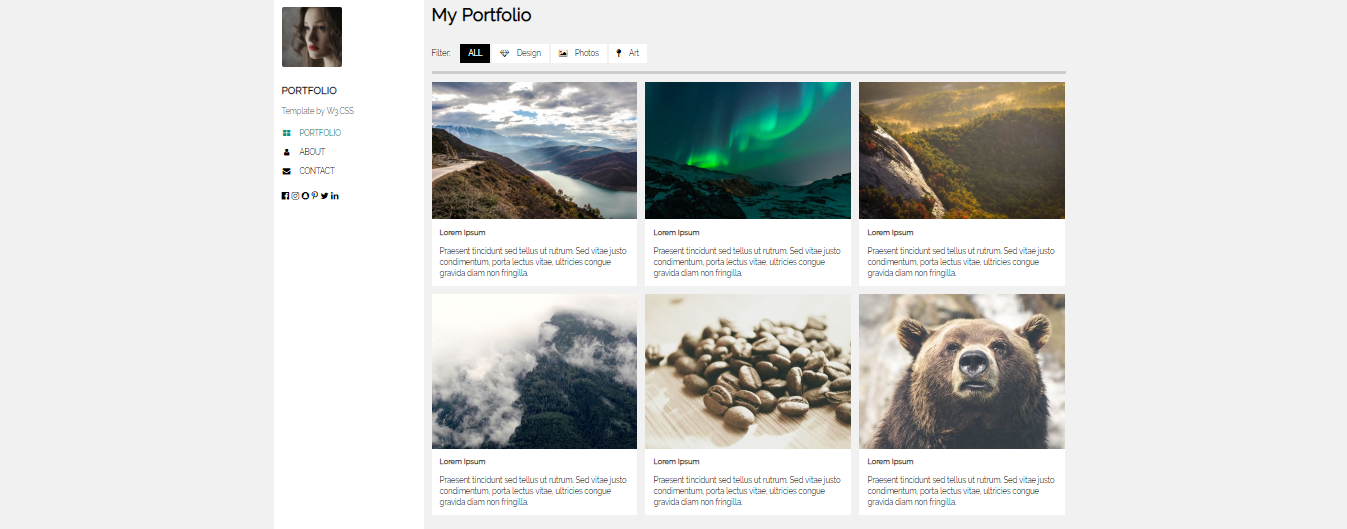 PORTFOLIO
Template by W3.CSS
PORTFOLIO
ABOUT
CONTACT
My Portfolio
Filter: ALL Design Photos Art
Lorem Ipsum
Praesent tincidunt sed tellus ut rutrum. Sed vitae justo
condimentum, porta lectus vitae, ultricies congue
gravida diam non fringilla.
Lorem Ipsum
Praesent tincidunt sed tellus ut rutrum. Sed vitae justo
condimentum, porta lectus vitae, ultricies congue
gravida diam non fringilla.
Lorem Ipsum
Praesent tincidunt sed tellus ut rutrum. Sed vitae justo
condimentum, porta lectus vitae, ultricies congue
gravida diam non fringilla.
Lorem Ipsum
Praesent tincidunt sed tellus ut rutrum. Sed vitae justo
condimentum, porta lectus vitae, ultricies congue
gravida diam non fringilla.
Lorem Ipsum
Praesent tincidunt sed tellus ut rutrum. Sed vitae justo
condimentum, porta lectus vitae, ultricies congue
gravida diam non fringilla.
Lorem Ipsum
Praesent tincidunt sed tellus ut rutrum. Sed vitae justo
condimentum, porta lectus vitae, ultricies congue
gravida diam non fringilla.